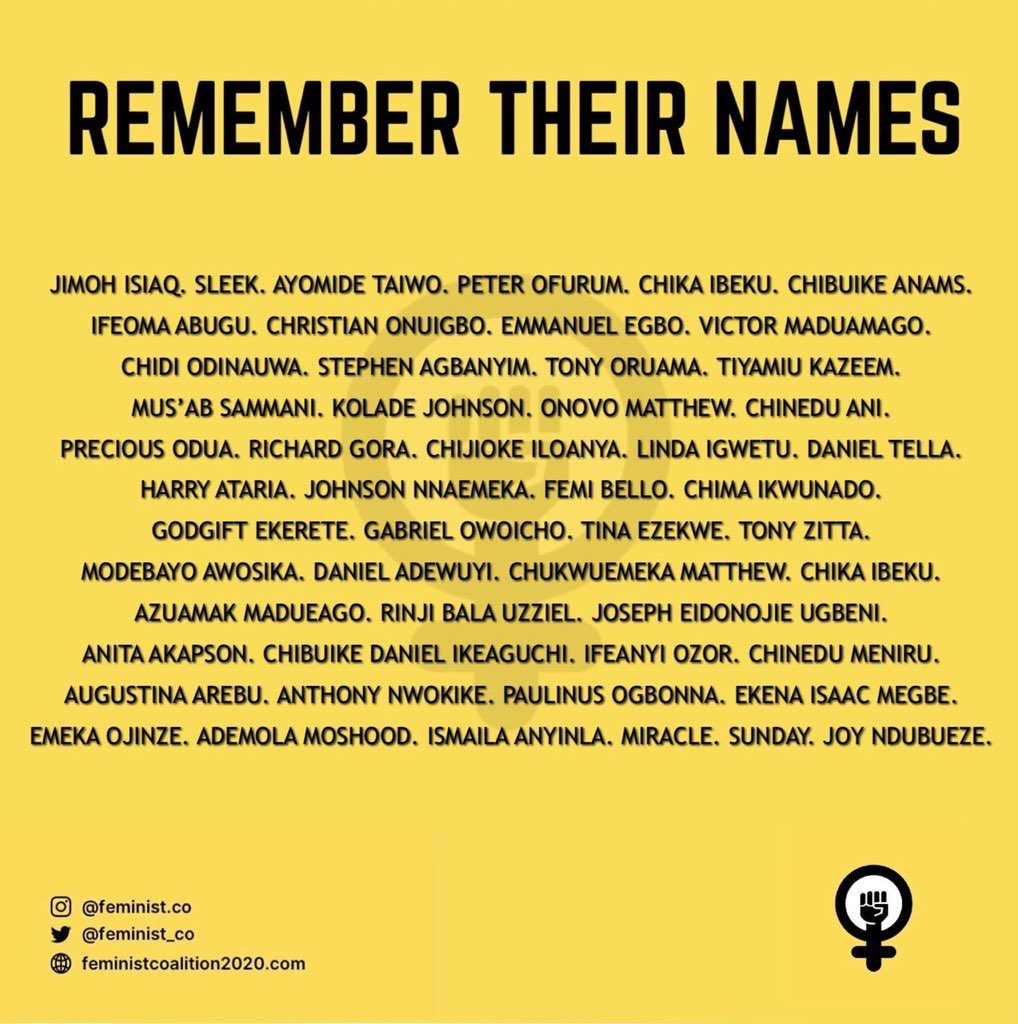 REMEMBER THEIR NAMES
JIMOH ISIAQ. SLEEK. AYOMIDE TAIWO. PETER OFURUM. CHIKA IBEKU. CHIBUIKE ANAMS.
IFEOMA ABUGU. CHRISTIAN ONUIGBO. EMMANUEL EGBO. VICTOR MADUAMAGO.
CHIDI ODINAUWA. STEPHEN AGBANYIM. TONY ORUAMA. TIYAMIU KAZEEM.
MUS’AB SAMMANI. KOLADE JOHNSON. ONOVO MATTHEW. CHINEDU ANI.
PRECIOUS ODUA. RICHARD GORA. CHIJIOKE ILOANYA. LINDA IGWETU. DANIEL TELLA.
HARRY ATARIA. JOHNSON NNAEMEKA. FEMI BELLO. CHIMA IKWUNADO.
GODGIFT EKERETE. GABRIEL OWOICHO. TINA EZEKWE. TONY ZITTA.
MODEBAYO AWOSIKA. DANIEL ADEWUYI. CHUKWUEMEKA MATTHEW. CHIKA IBEKU.
AZUAMAK MADUEAGO. RINJI BALA UZZIEL. JOSEPH EIDONOJIE UGBENI.
ANITA AKAPSON. CHIBUIKE DANIEL IKEAGUCHI. IFEANYI OZOR. CHINEDU MENIRU.
AUGUSTINA AREBU. ANTHONY NWOKIKE. PAULINUS OGBONNA. EKENA ISAAC MEGBE.
EMEKA OJINZE. ADEMOLA MOSHOOD. ISMAILA ANYINLA. MIRACLE. SUNDAY. JOY NDUBUEZE.
@feminist.co
@feminist_co
feministcoalition2020.com